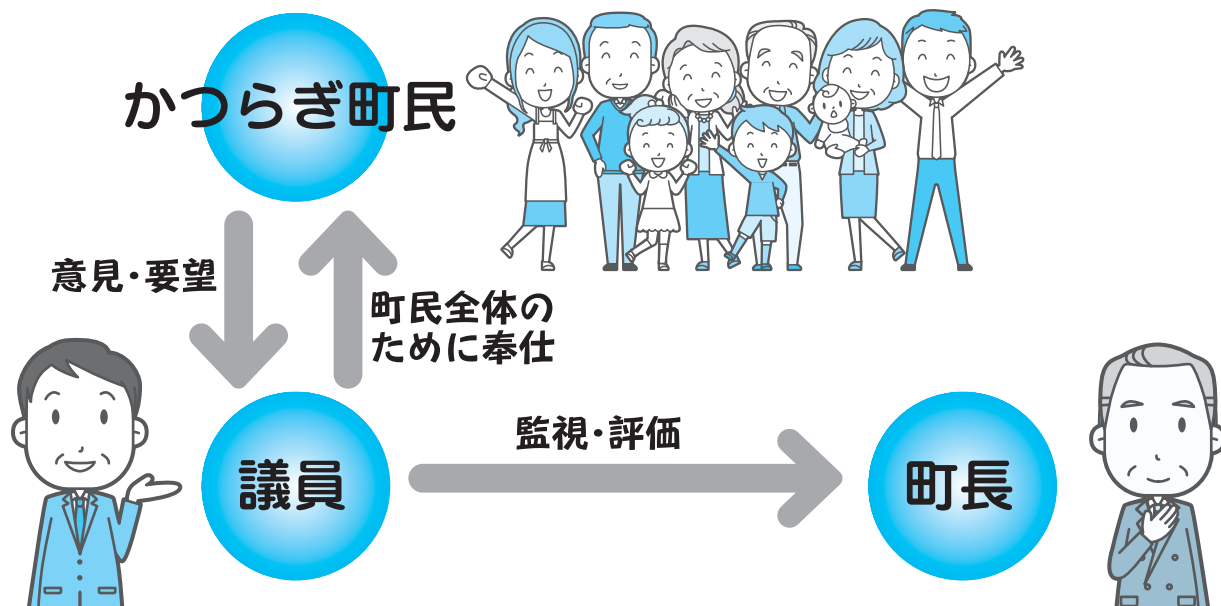 かつらぎ町民
意見・要望
町民全体の
ために奉仕
監視・評価
議員
町長